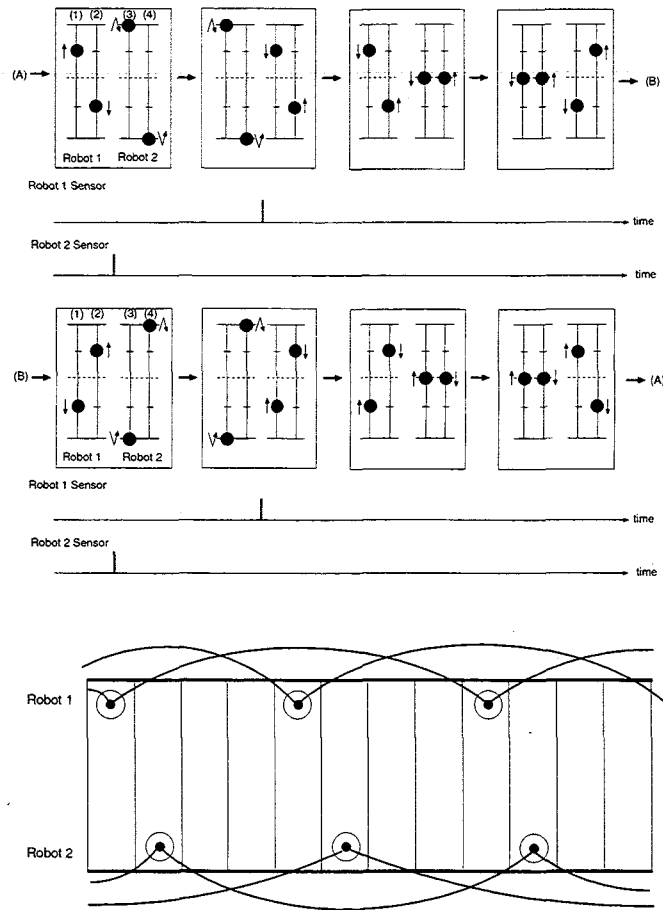 (1) (2) (3) (4)
(A)
(B)
Robot 1 Robot 2
Robot 1 Sensor
time
Robot 2 Sensor
time
(1) (2) (3) (4)
(B)
(A)
Robot 1 Robot 2
Robot 1 Sensor
time
Robot 2 Sensor
time
Robot 1
Robot 2